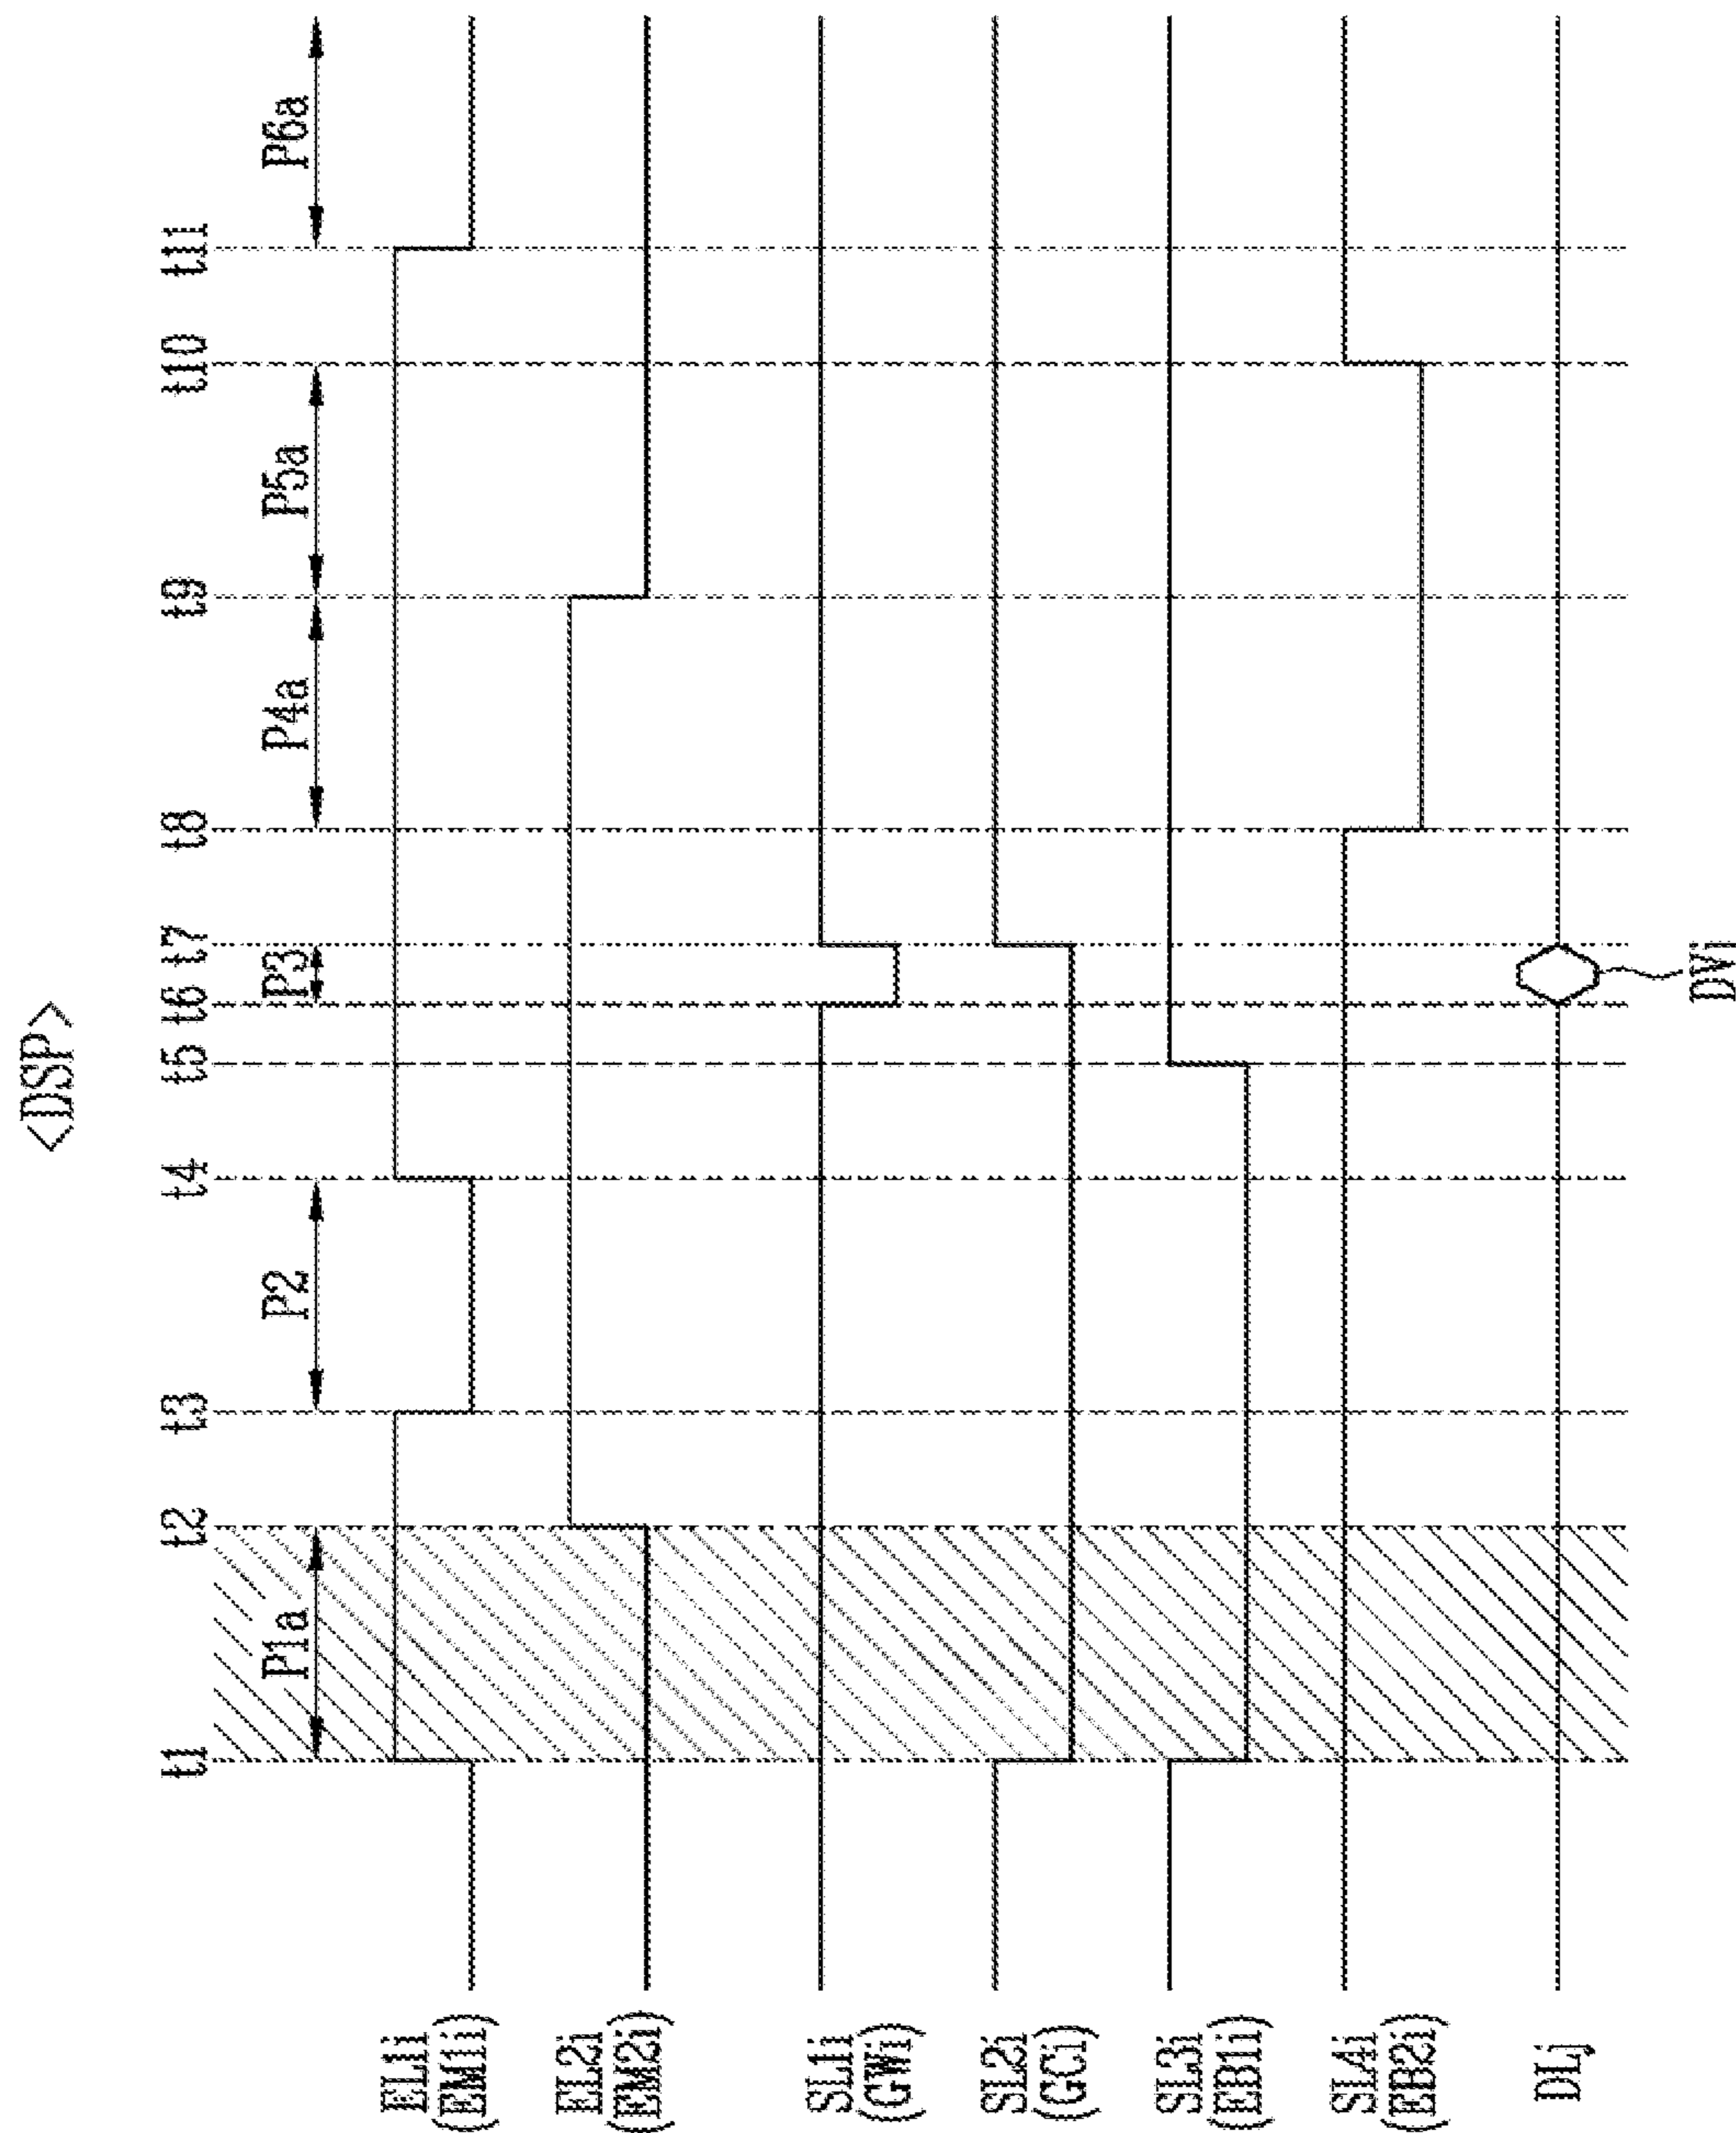 <DSP>
t1 t2 t3 t4 t5 t6 t7 t8 t9 t10 t11
P1a P2 P3 P4a P5a P6a
EL1i
(EM1i)
EL2i
(EM2i)
SL1i
(GWi)
SL2i
(GCi)
SL3i
(EB1i)
SL4i
(EB2i)
DLj
DVj